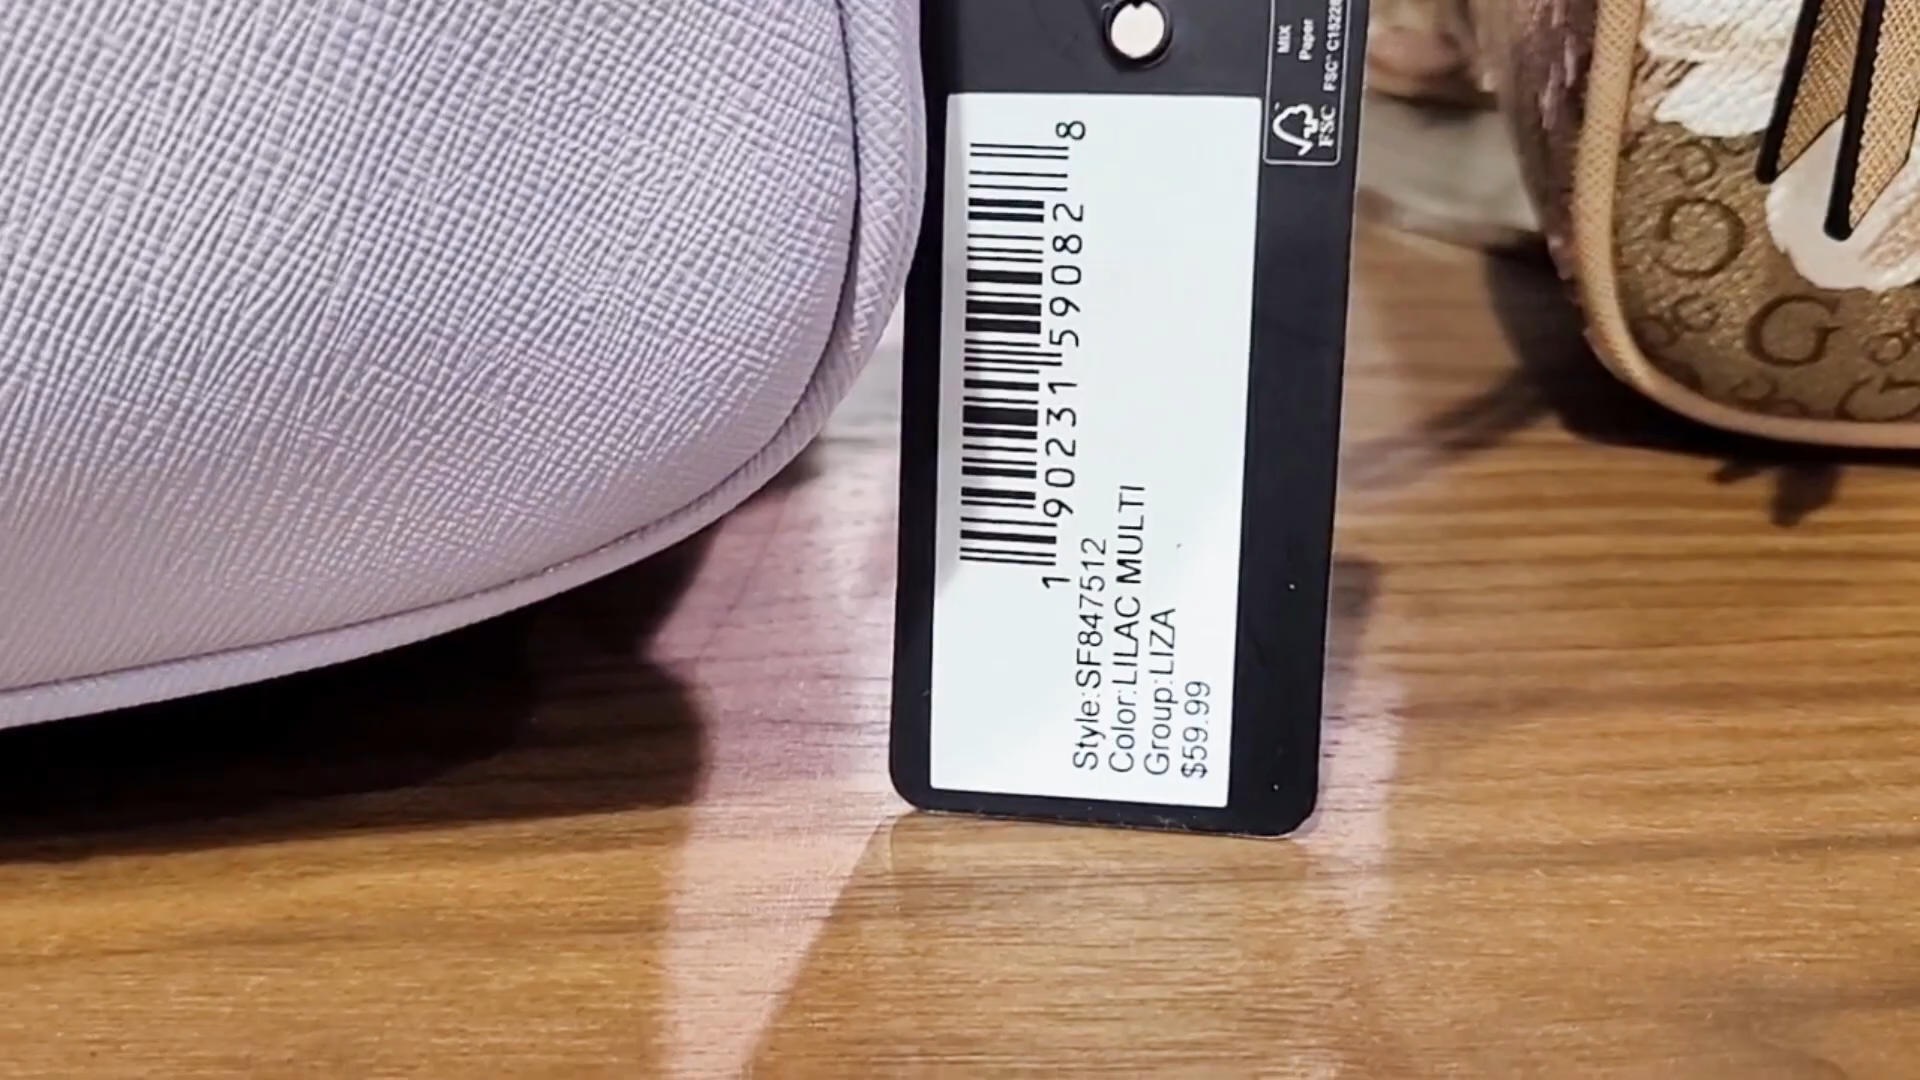 MIX
Paper
FSC
1 90231 59082 8
Style:SF847512
Color:LILAC MULTI
Group:LIZA
$59.99
G